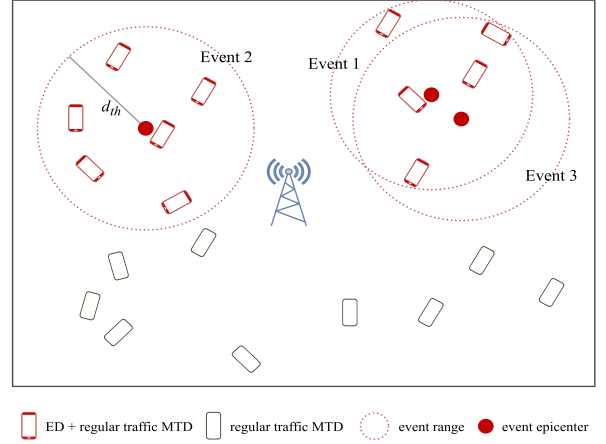 Event 2
Event 1
d_th
Event 3
ED + regular traffic MTD
regular traffic MTD
event range
event epicenter